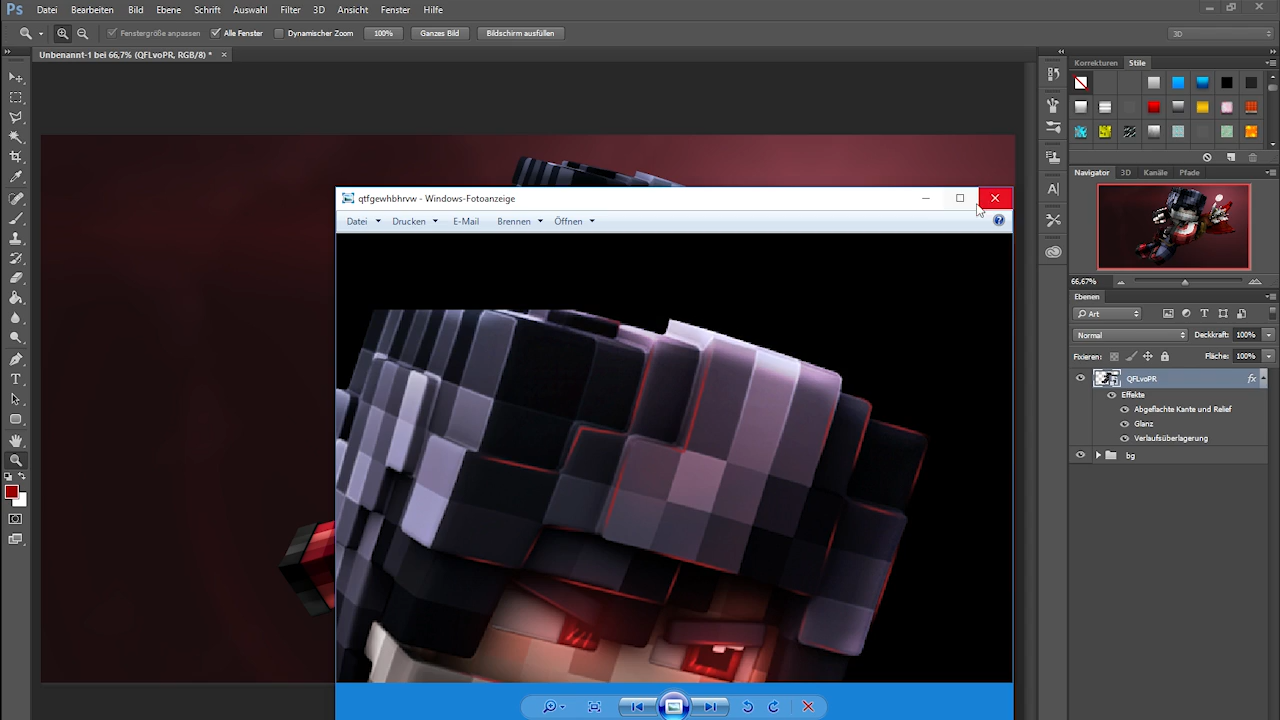 Ps Datei Bearbeiten Bild Ebene Schrift Auswahl Filter 3D Ansicht Fenster Hilfe
Fenstergröße anpassen Alle Fenster Dynamischer Zoom 100% Ganzes Bild Bildschirm ausfüllen 3D
Unbenannt-1 bei 66,7% (QFLvoPR, RGB/8) * ×
Korrekturen Stile
Navigator 3D Kanäle Pfade
qtfgewhbhrvw - Windows-Fotoanzeige
Datei Drucken E-Mail Brennen Öffnen
66,67%
Ebenen
Art
Normal Deckkraft: 100%
Fixieren: Fläche: 100%
QFLvoPR fx
Effekte
Abgeflachte Kante und Relief
Glanz
Verlaufsüberlagerung
bg